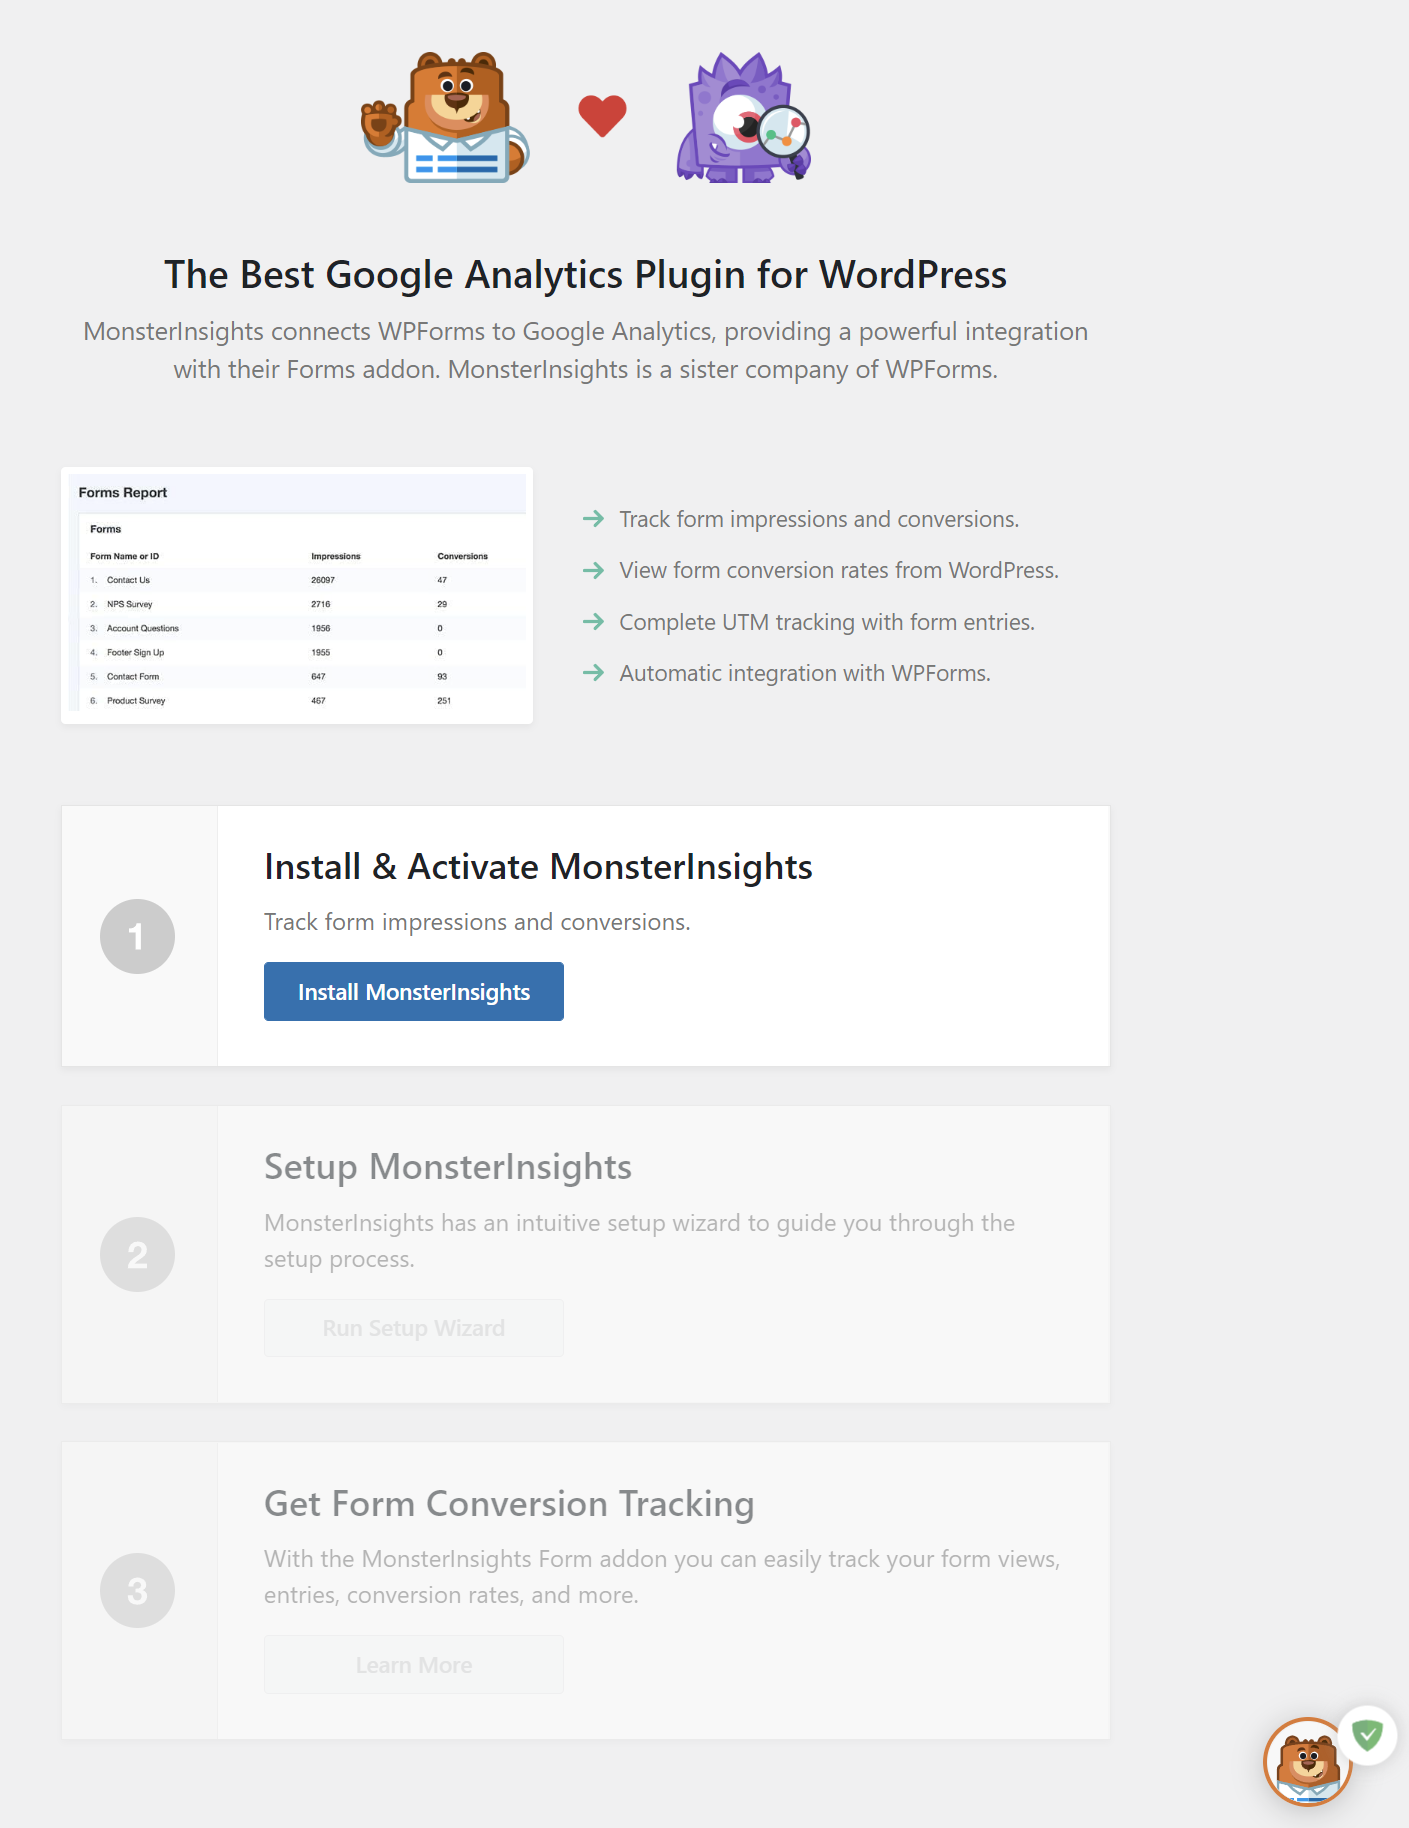 The Best Google Analytics Plugin for WordPress
MonsterInsights connects WPForms to Google Analytics, providing a powerful integration
with their Forms addon. MonsterInsights is a sister company of WPForms.
Forms Report
Forms
Form Name or ID Impressions Conversions
1. Contact Us 26097 47
2. NPS Survey 2716 29
3. Account Questions 1956 0
4. Footer Sign Up 1955 0
5. Contact Form 647 93
6. Product Survey 467 251
Track form impressions and conversions.
View form conversion rates from WordPress.
Complete UTM tracking with form entries.
Automatic integration with WPForms.
1
Install & Activate MonsterInsights
Track form impressions and conversions.
Install MonsterInsights
2
Setup MonsterInsights
MonsterInsights has an intuitive setup wizard to guide you through the
setup process.
Run Setup Wizard
3
Get Form Conversion Tracking
With the MonsterInsights Form addon you can easily track your form views,
entries, conversion rates, and more.
Learn More